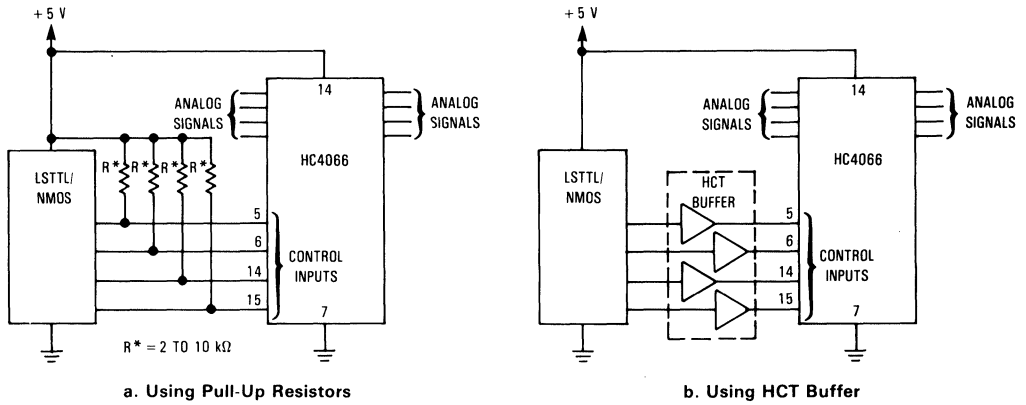 +5 V
14
ANALOG
SIGNALS
ANALOG
SIGNALS
HC4066
R* R* R* R*
LSTTL/
NMOS
5
6
14
15
CONTROL
INPUTS
7
R* = 2 TO 10 kΩ
a. Using Pull-Up Resistors
+5 V
14
ANALOG
SIGNALS
ANALOG
SIGNALS
HC4066
LSTTL/
NMOS
HCT
BUFFER
5
6
14
15
CONTROL
INPUTS
7
b. Using HCT Buffer